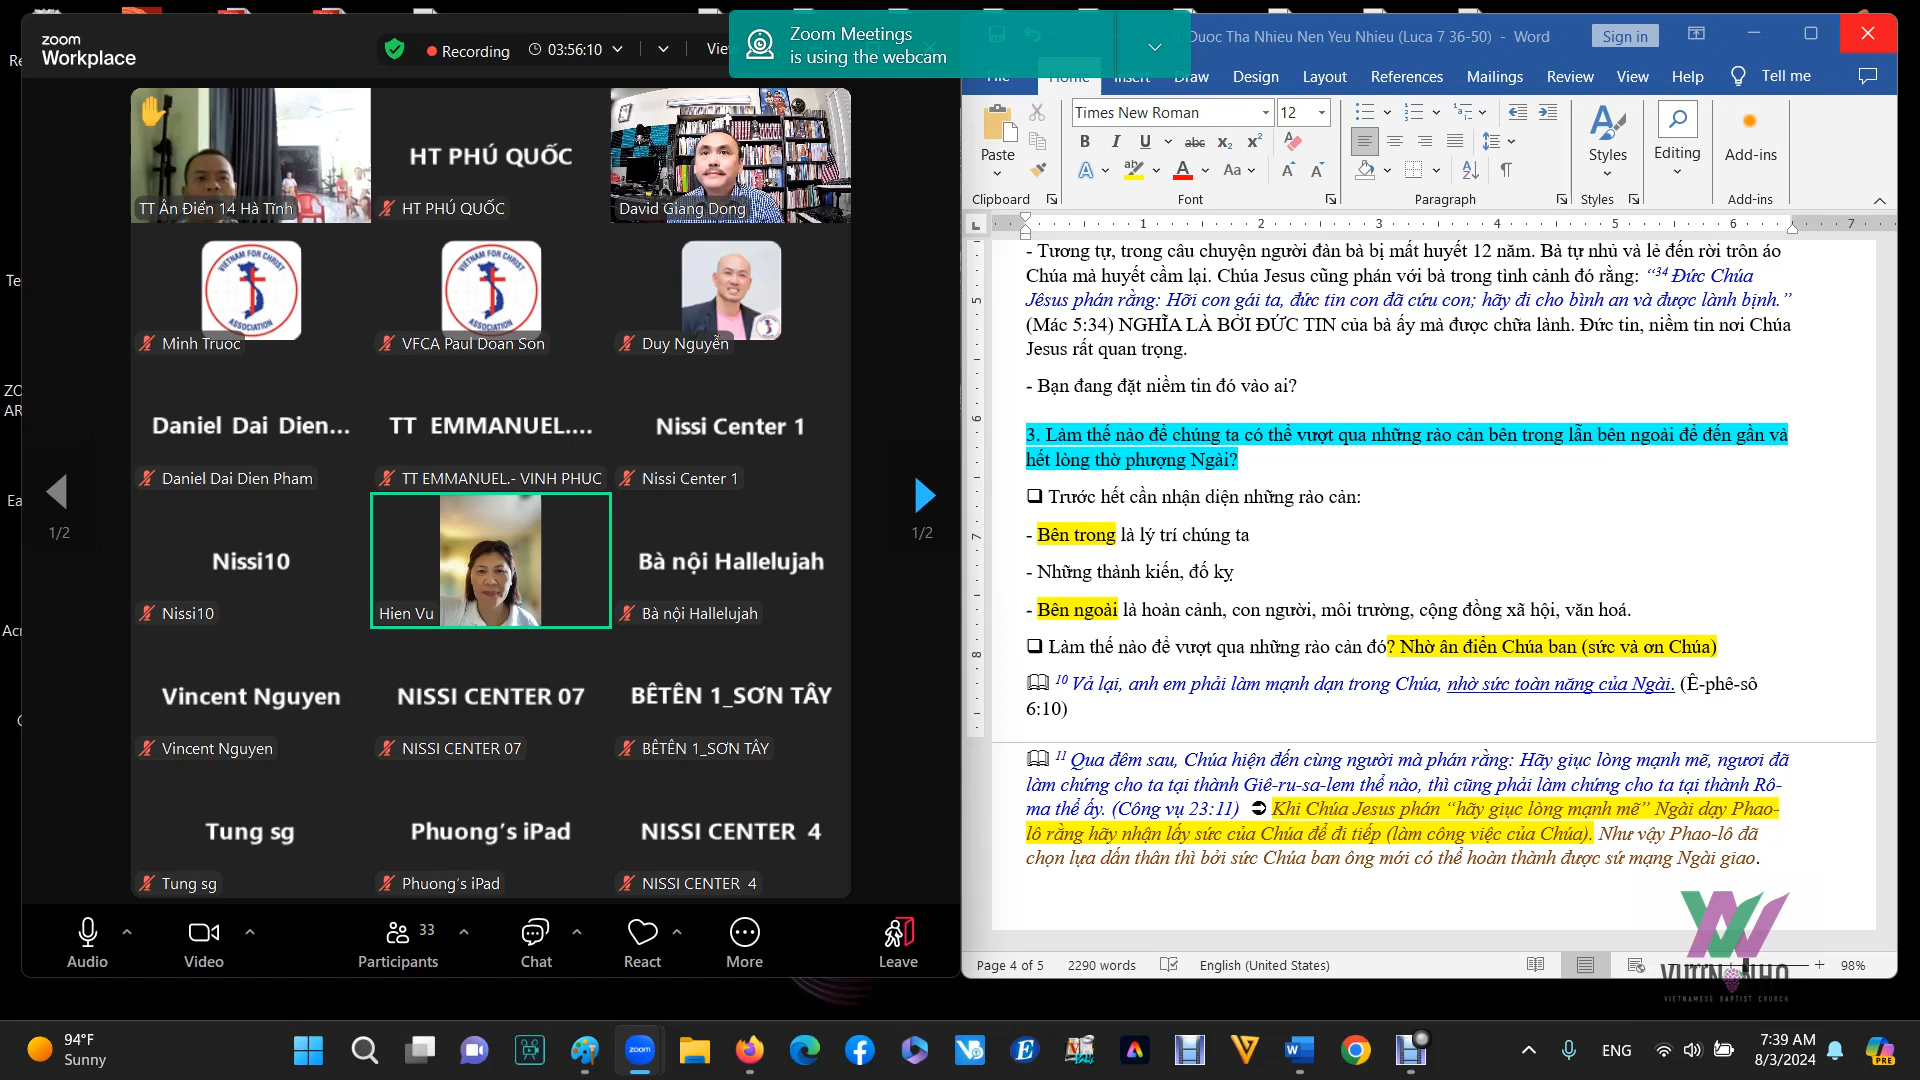 zoom
Workplace
Recording
03:56:10
View
Zoom Meetings
is using the webcam
Duoc Tha Nhieu Nen Yeu Nhieu (Luca 7 36-50) - Word
Sign in
File Home Insert Draw Design Layout References Mailings Review View Help Tell me
Times New Roman
12
Paste
Styles
Editing
Add-ins
Clipboard
Font
Paragraph
Styles
Add-ins
TT Ân Điển 14 Hà Tĩnh
HT PHÚ QUỐC
HT PHÚ QUỐC
David Giang Dong
VIETNAM FOR CHRIST
ASSOCIATION
VIETNAM FOR CHRIST
ASSOCIATION
Minh Truoc
VFCA Paul Doan Son
Duy Nguyễn
Daniel Dai Dien...
TT EMMANUEL....
Nissi Center 1
Daniel Dai Dien Pham
TT EMMANUEL.- VINH PHUC
Nissi Center 1
1/2
1/2
Nissi10
Bà nội Hallelujah
Nissi10
Hien Vu
Bà nội Hallelujah
Vincent Nguyen
NISSI CENTER 07
BÊTÊN 1_SƠN TÂY
Vincent Nguyen
NISSI CENTER 07
BÊTÊN 1_SƠN TÂY
Tung sg
Phuong's iPad
NISSI CENTER 4
Tung sg
Phuong's iPad
NISSI CENTER 4
Audio
Video
Participants
33
Chat
React
More
Leave
- Tương tự, trong câu chuyện người đàn bà bị mất huyết 12 năm. Bà tự nhủ và lẻ đến rời trôn áo
Chúa mà huyết cầm lại. Chúa Jesus cũng phán với bà trong tình cảnh đó rằng: “34 Đức Chúa
Jêsus phán rằng: Hỡi con gái ta, đức tin con đã cứu con; hãy đi cho bình an và được lành bịnh.”
(Mác 5:34) NGHĨA LÀ BỞI ĐỨC TIN của bà ấy mà được chữa lành. Đức tin, niềm tin nơi Chúa
Jesus rất quan trọng.
- Bạn đang đặt niềm tin đó vào ai?
3. Làm thế nào để chúng ta có thể vượt qua những rào cản bên trong lẫn bên ngoài để đến gần và
hết lòng thờ phượng Ngài?
Trước hết cần nhận diện những rào cản:
- Bên trong là lý trí chúng ta
- Những thành kiến, đố kỵ
- Bên ngoài là hoàn cảnh, con người, môi trường, cộng đồng xã hội, văn hoá.
Làm thế nào để vượt qua những rào cản đó? Nhờ ân điển Chúa ban (sức và ơn Chúa)
10 Vả lại, anh em phải làm mạnh dạn trong Chúa, nhờ sức toàn năng của Ngài. (Ê-phê-sô
6:10)
11 Qua đêm sau, Chúa hiện đến cùng người mà phán rằng: Hãy giục lòng mạnh mẽ, ngươi đã
làm chứng cho ta tại thành Giê-ru-sa-lem thể nào, thì cũng phải làm chứng cho ta tại thành Rô-
ma thể ấy. (Công vụ 23:11) Khi Chúa Jesus phán “hãy giục lòng mạnh mẽ” Ngài dạy Phao-
lô rằng hãy nhận lấy sức của Chúa để đi tiếp (làm công việc của Chúa). Như vậy Phao-lô đã
chọn lựa dấn thân thì bởi sức Chúa ban ông mới có thể hoàn thành được sứ mạng Ngài giao.
Page 4 of 5
2290 words
English (United States)
98%
VƯỜN NHO
VIETNAMESE BAPTIST CHURCH
94°F
Sunny
ENG
7:39 AM
8/3/2024